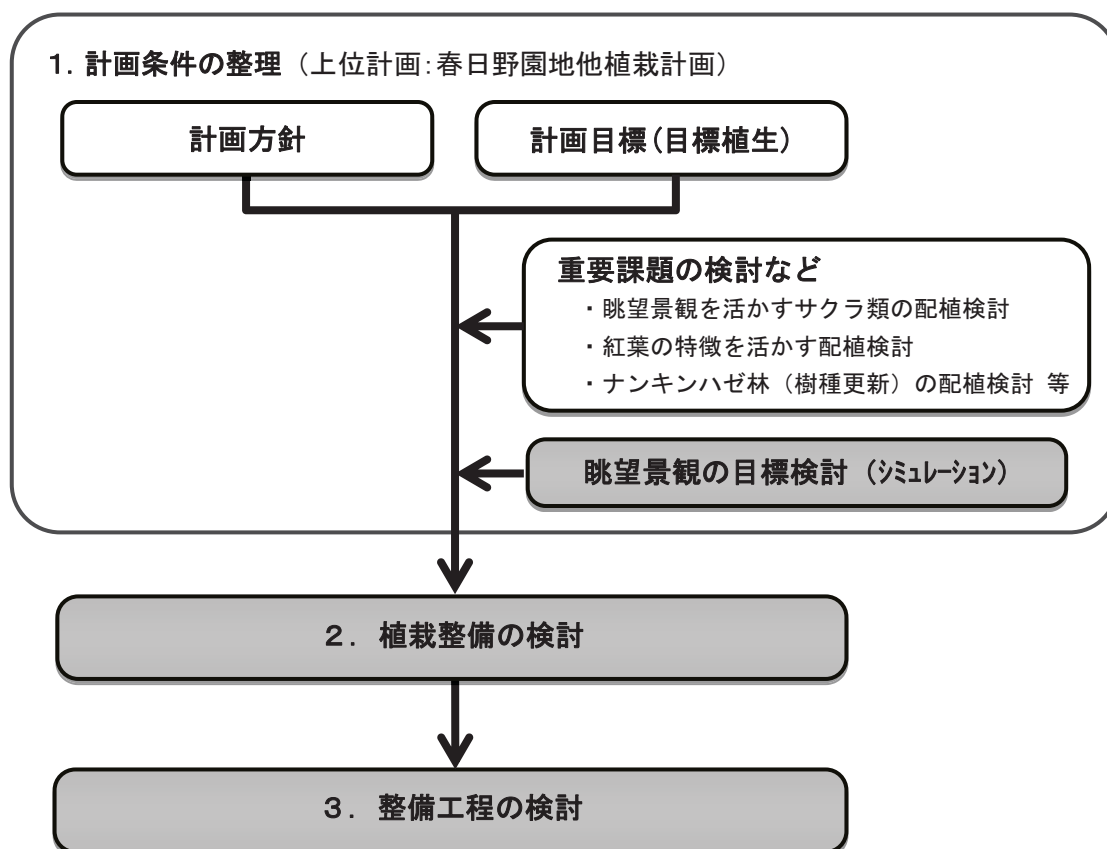 1. 計画条件の整理（上位計画：春日野園地他植栽計画）
計画方針
計画目標（目標植生）
重要課題の検討など
・眺望景観を活かすサクラ類の配植検討
・紅葉の特徴を活かす配植検討
・ナンキンハゼ林（樹種更新）の配植検討 等
眺望景観の目標検討（ｼﾐｭﾚｰｼｮﾝ）
２．植栽整備の検討
３．整備工程の検討